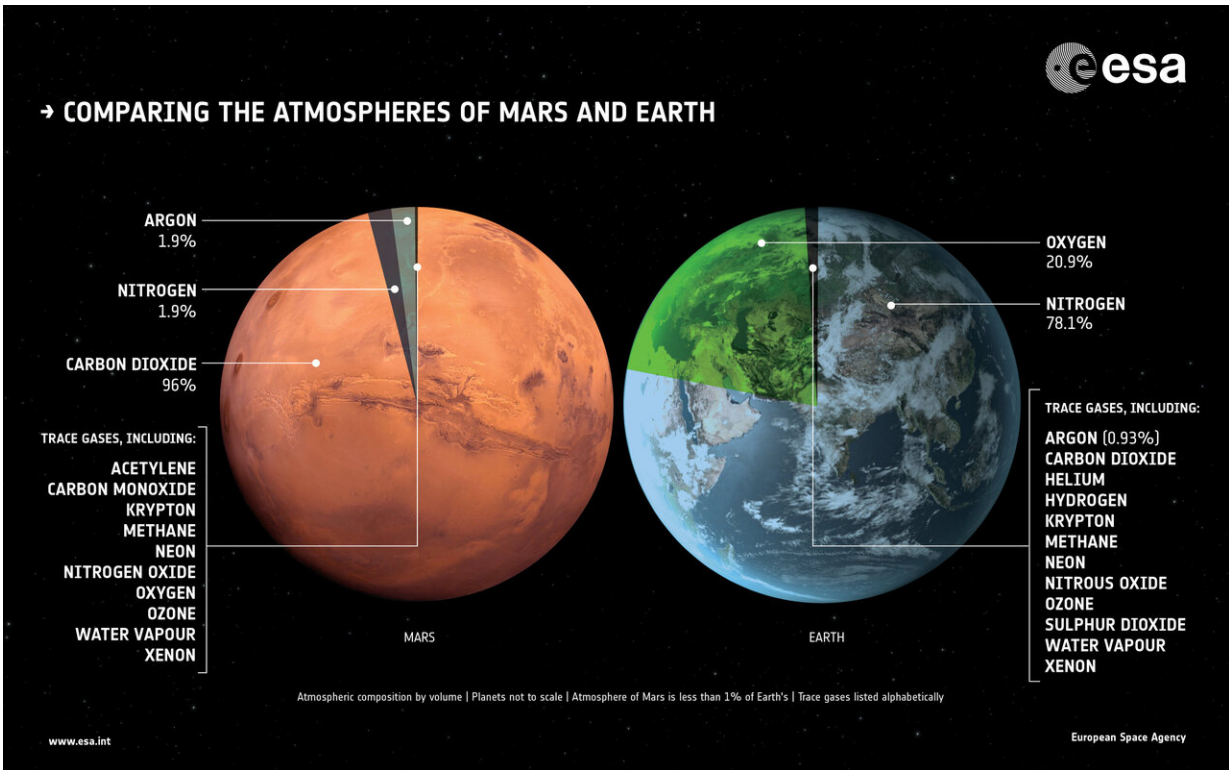 esa
→ COMPARING THE ATMOSPHERES OF MARS AND EARTH
ARGON
1.9%
NITROGEN
1.9%
CARBON DIOXIDE
96%
TRACE GASES, INCLUDING:
ACETYLENE
CARBON MONOXIDE
KRYPTON
METHANE
NEON
NITROGEN OXIDE
OXYGEN
OZONE
WATER VAPOUR
XENON
MARS
OXYGEN
20.9%
NITROGEN
78.1%
TRACE GASES, INCLUDING:
ARGON (0.93%)
CARBON DIOXIDE
HELIUM
HYDROGEN
KRYPTON
METHANE
NEON
NITROUS OXIDE
OZONE
SULPHUR DIOXIDE
WATER VAPOUR
XENON
EARTH
Atmospheric composition by volume | Planets not to scale | Atmosphere of Mars is less than 1% of Earth's | Trace gases listed alphabetically
www.esa.int
European Space Agency